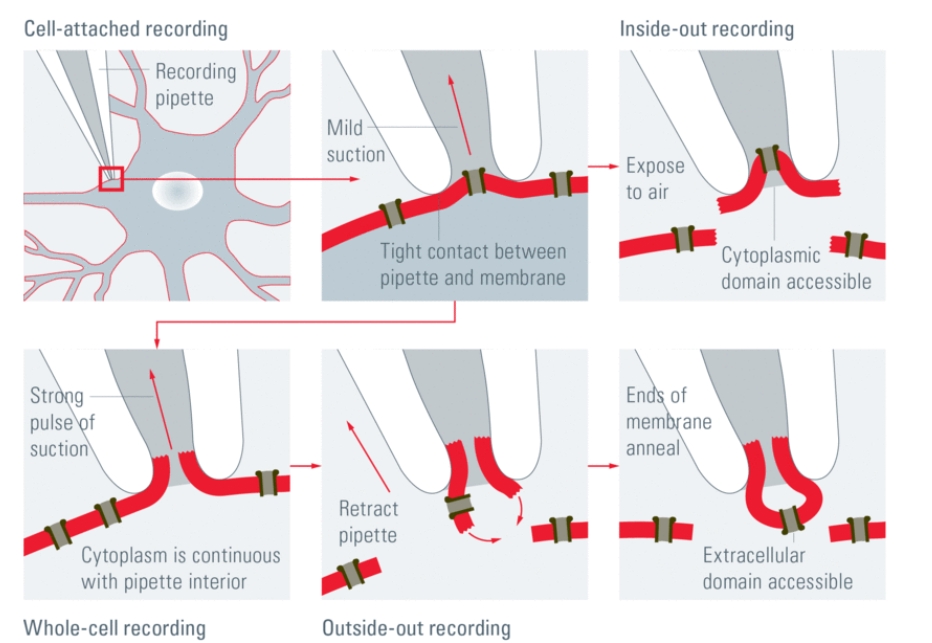 Cell-attached recording
Inside-out recording
Recording
pipette
Mild
suction
Tight contact between
pipette and membrane
Expose
to air
Cytoplasmic
domain accessible
Strong
pulse of
suction
Cytoplasm is continuous
with pipette interior
Retract
pipette
Ends of
membrane
anneal
Extracellular
domain accessible
Whole-cell recording
Outside-out recording